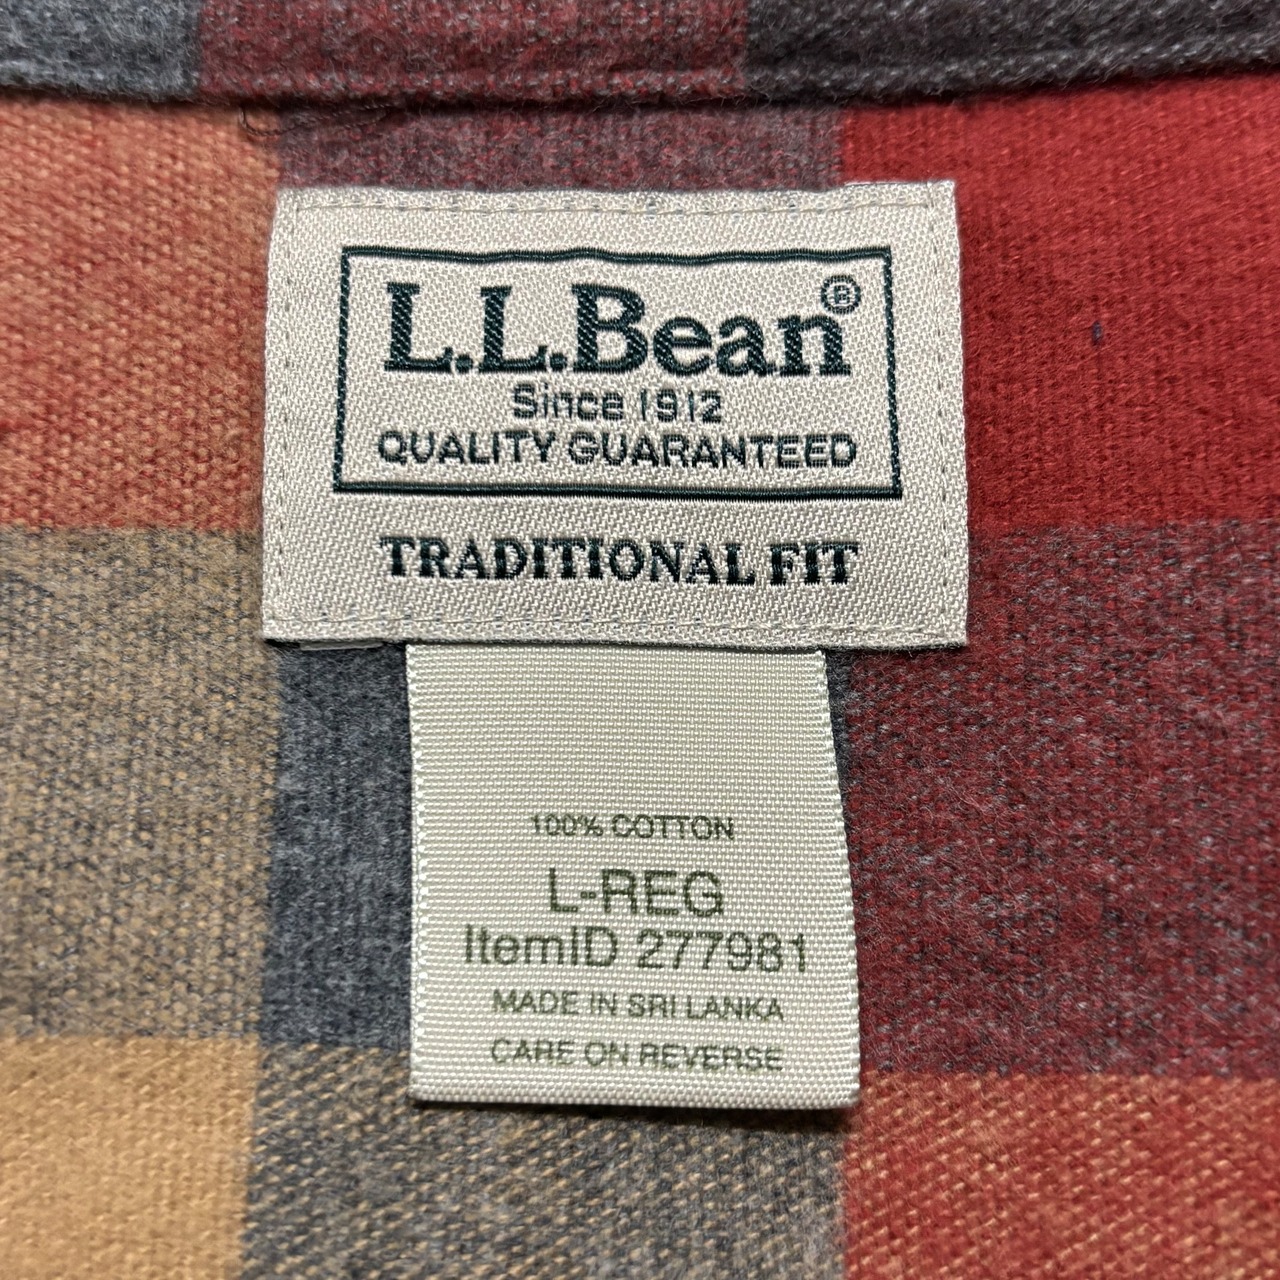 L.L.Bean®
Since 1912
QUALITY GUARANTEED
TRADITIONAL FIT
100% COTTON
L-REG
ItemID 277981
MADE IN SRI LANKA
CARE ON REVERSE